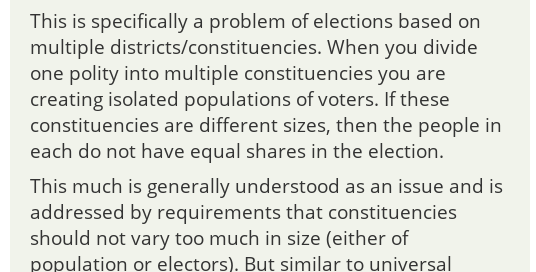 This is specifically a problem of elections based on
multiple districts/constituencies. When you divide
one polity into multiple constituencies you are
creating isolated populations of voters. If these
constituencies are different sizes, then the people in
each do not have equal shares in the election.
This much is generally understood as an issue and is
addressed by requirements that constituencies
should not vary too much in size (either of
population or electors). But similar to universal